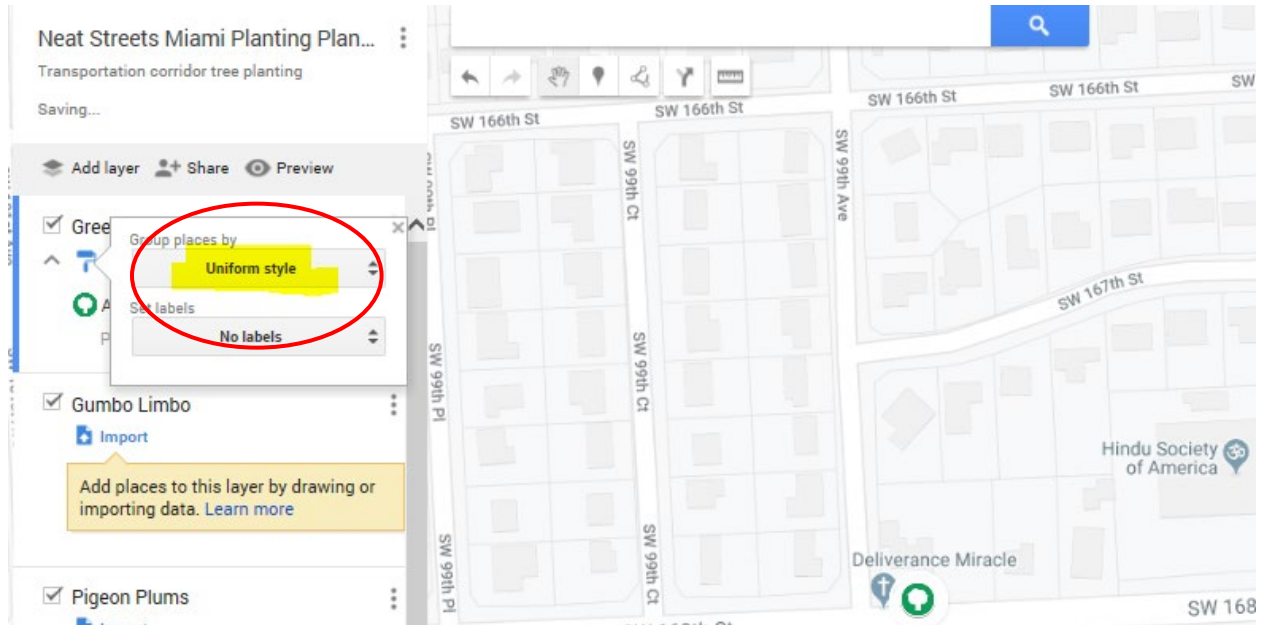 Neat Streets Miami Planting Plan...
Transportation corridor tree planting
Saving...
Add layer
Share
Preview
Gree
Group places by
Uniform style
A
Set labels
P
No labels
Gumbo Limbo
Import
Add places to this layer by drawing or
importing data. Learn more
Pigeon Plums
SW 166th St
SW 166th St
SW 166th St
SW 166th St
SW
SW 99th Ct
SW 99th Ave
SW 167th St
SW 99th Pl
SW 99th Ct
Hindu Society
of America
SW 99th Pl
SW 99th Ct
Deliverance Miracle
SW 168